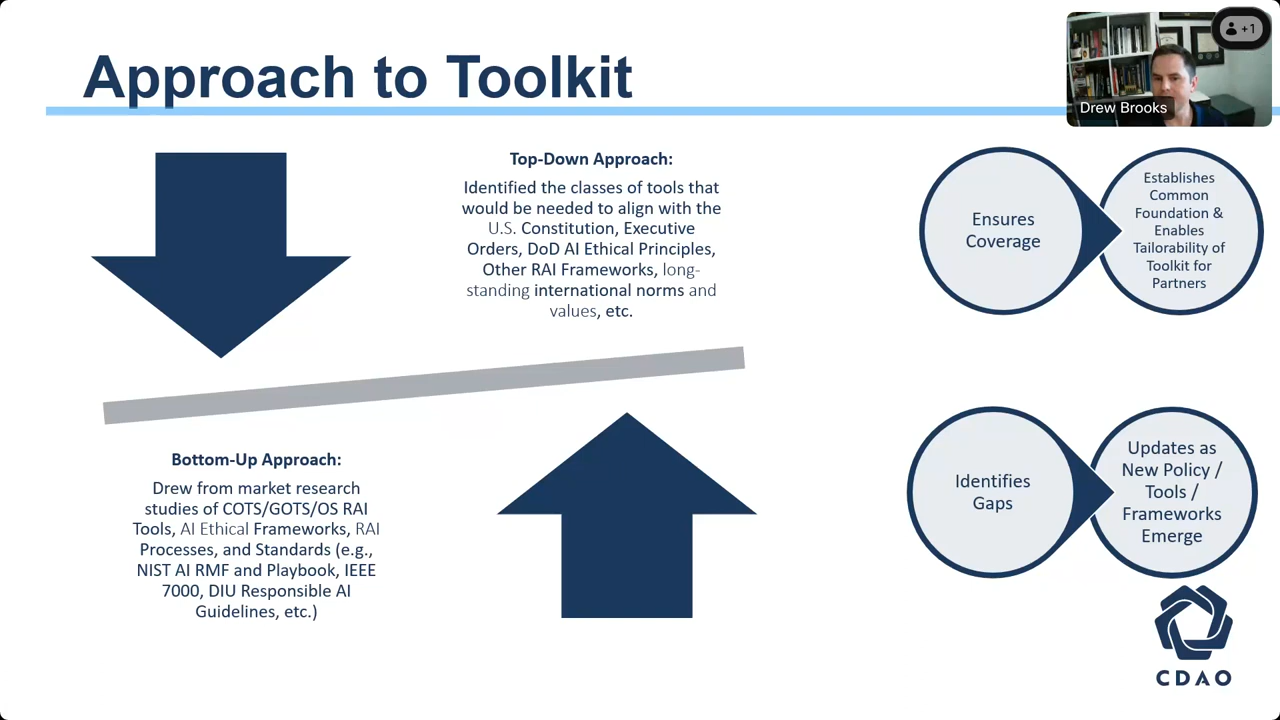 Approach to Toolkit
+1
Drew Brooks
Top-Down Approach:
Identified the classes of tools that
would be needed to align with the
U.S. Constitution, Executive
Orders, DoD AI Ethical Principles,
Other RAI Frameworks, long-
standing international norms and
values, etc.
Ensures
Coverage
Establishes
Common
Foundation &
Enables
Tailorability of
Toolkit for
Partners
Bottom-Up Approach:
Drew from market research
studies of COTS/GOTS/OS RAI
Tools, AI Ethical Frameworks, RAI
Processes, and Standards (e.g.,
NIST AI RMF and Playbook, IEEE
7000, DIU Responsible AI
Guidelines, etc.)
Identifies
Gaps
Updates as
New Policy /
Tools /
Frameworks
Emerge
CDAO